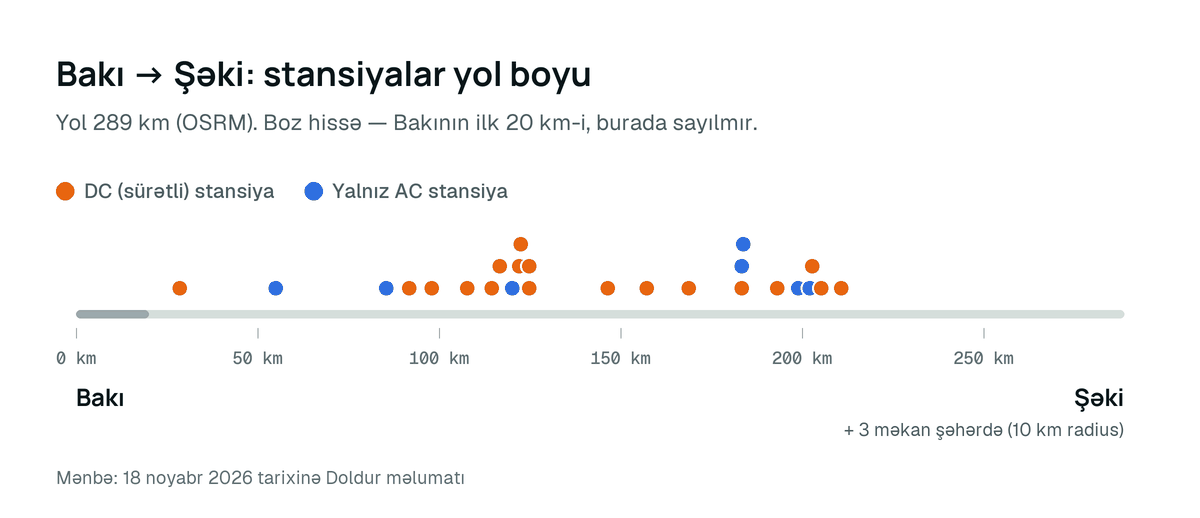 Bakı → Şəki: stansiyalar yol boyu
Yol 289 km (OSRM). Boz hissə — Bakının ilk 20 km-i, burada sayılmır.
DC (sürətli) stansiya
Yalnız AC stansiya
0 km
50 km
100 km
150 km
200 km
250 km
Bakı
Şəki
+ 3 məkan şəhərdə (10 km radius)
Mənbə: 18 noyabr 2026 tarixinə Doldur məlumatı